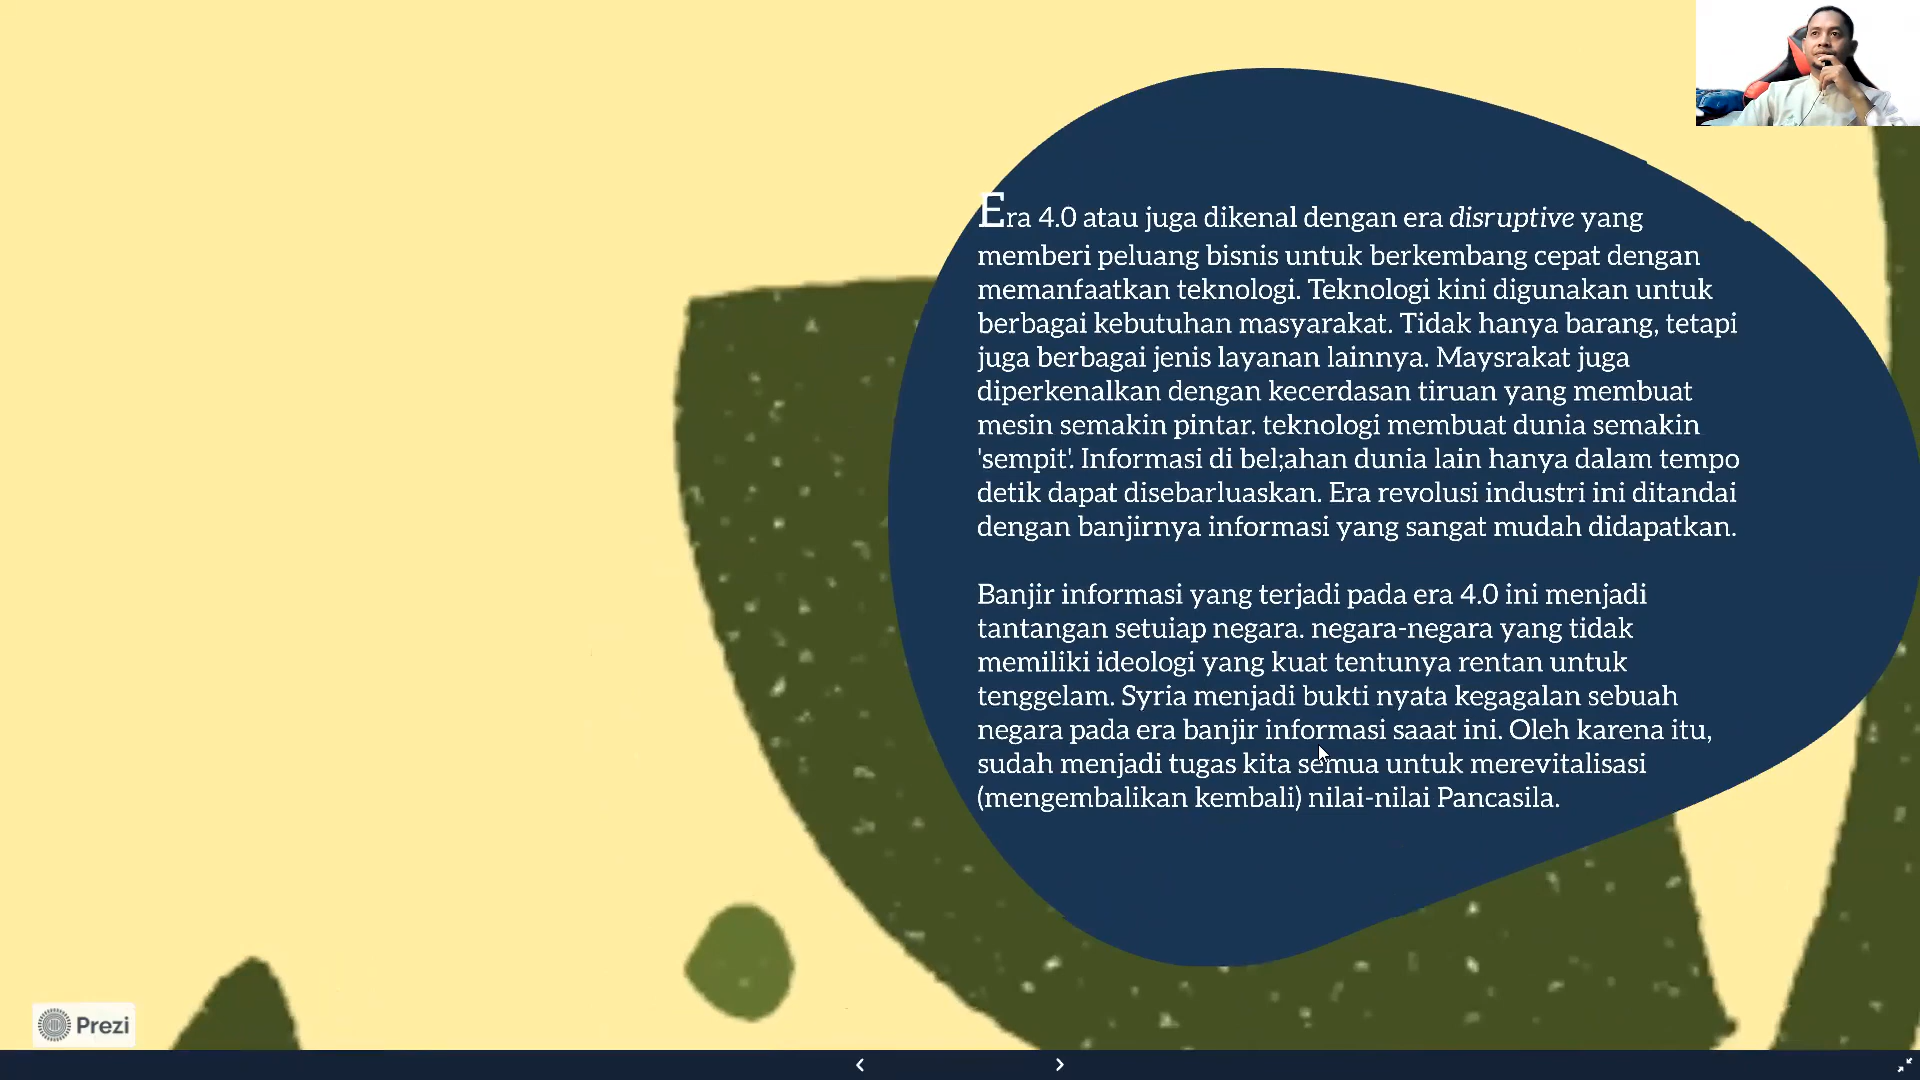 Era 4.0 atau juga dikenal dengan era disruptive yang
memberi peluang bisnis untuk berkembang cepat dengan
memanfaatkan teknologi. Teknologi kini digunakan untuk
berbagai kebutuhan masyarakat. Tidak hanya barang, tetapi
juga berbagai jenis layanan lainnya. Maysrakat juga
diperkenalkan dengan kecerdasan tiruan yang membuat
mesin semakin pintar. teknologi membuat dunia semakin
'sempit'. Informasi di bel;ahan dunia lain hanya dalam tempo
detik dapat disebarluaskan. Era revolusi industri ini ditandai
dengan banjirnya informasi yang sangat mudah didapatkan.
Banjir informasi yang terjadi pada era 4.0 ini menjadi
tantangan setuiap negara. negara-negara yang tidak
memiliki ideologi yang kuat tentunya rentan untuk
tenggelam. Syria menjadi bukti nyata kegagalan sebuah
negara pada era banjir informasi saaat ini. Oleh karena itu,
sudah menjadi tugas kita semua untuk merevitalisasi
(mengembalikan kembali) nilai-nilai Pancasila.
Prezi